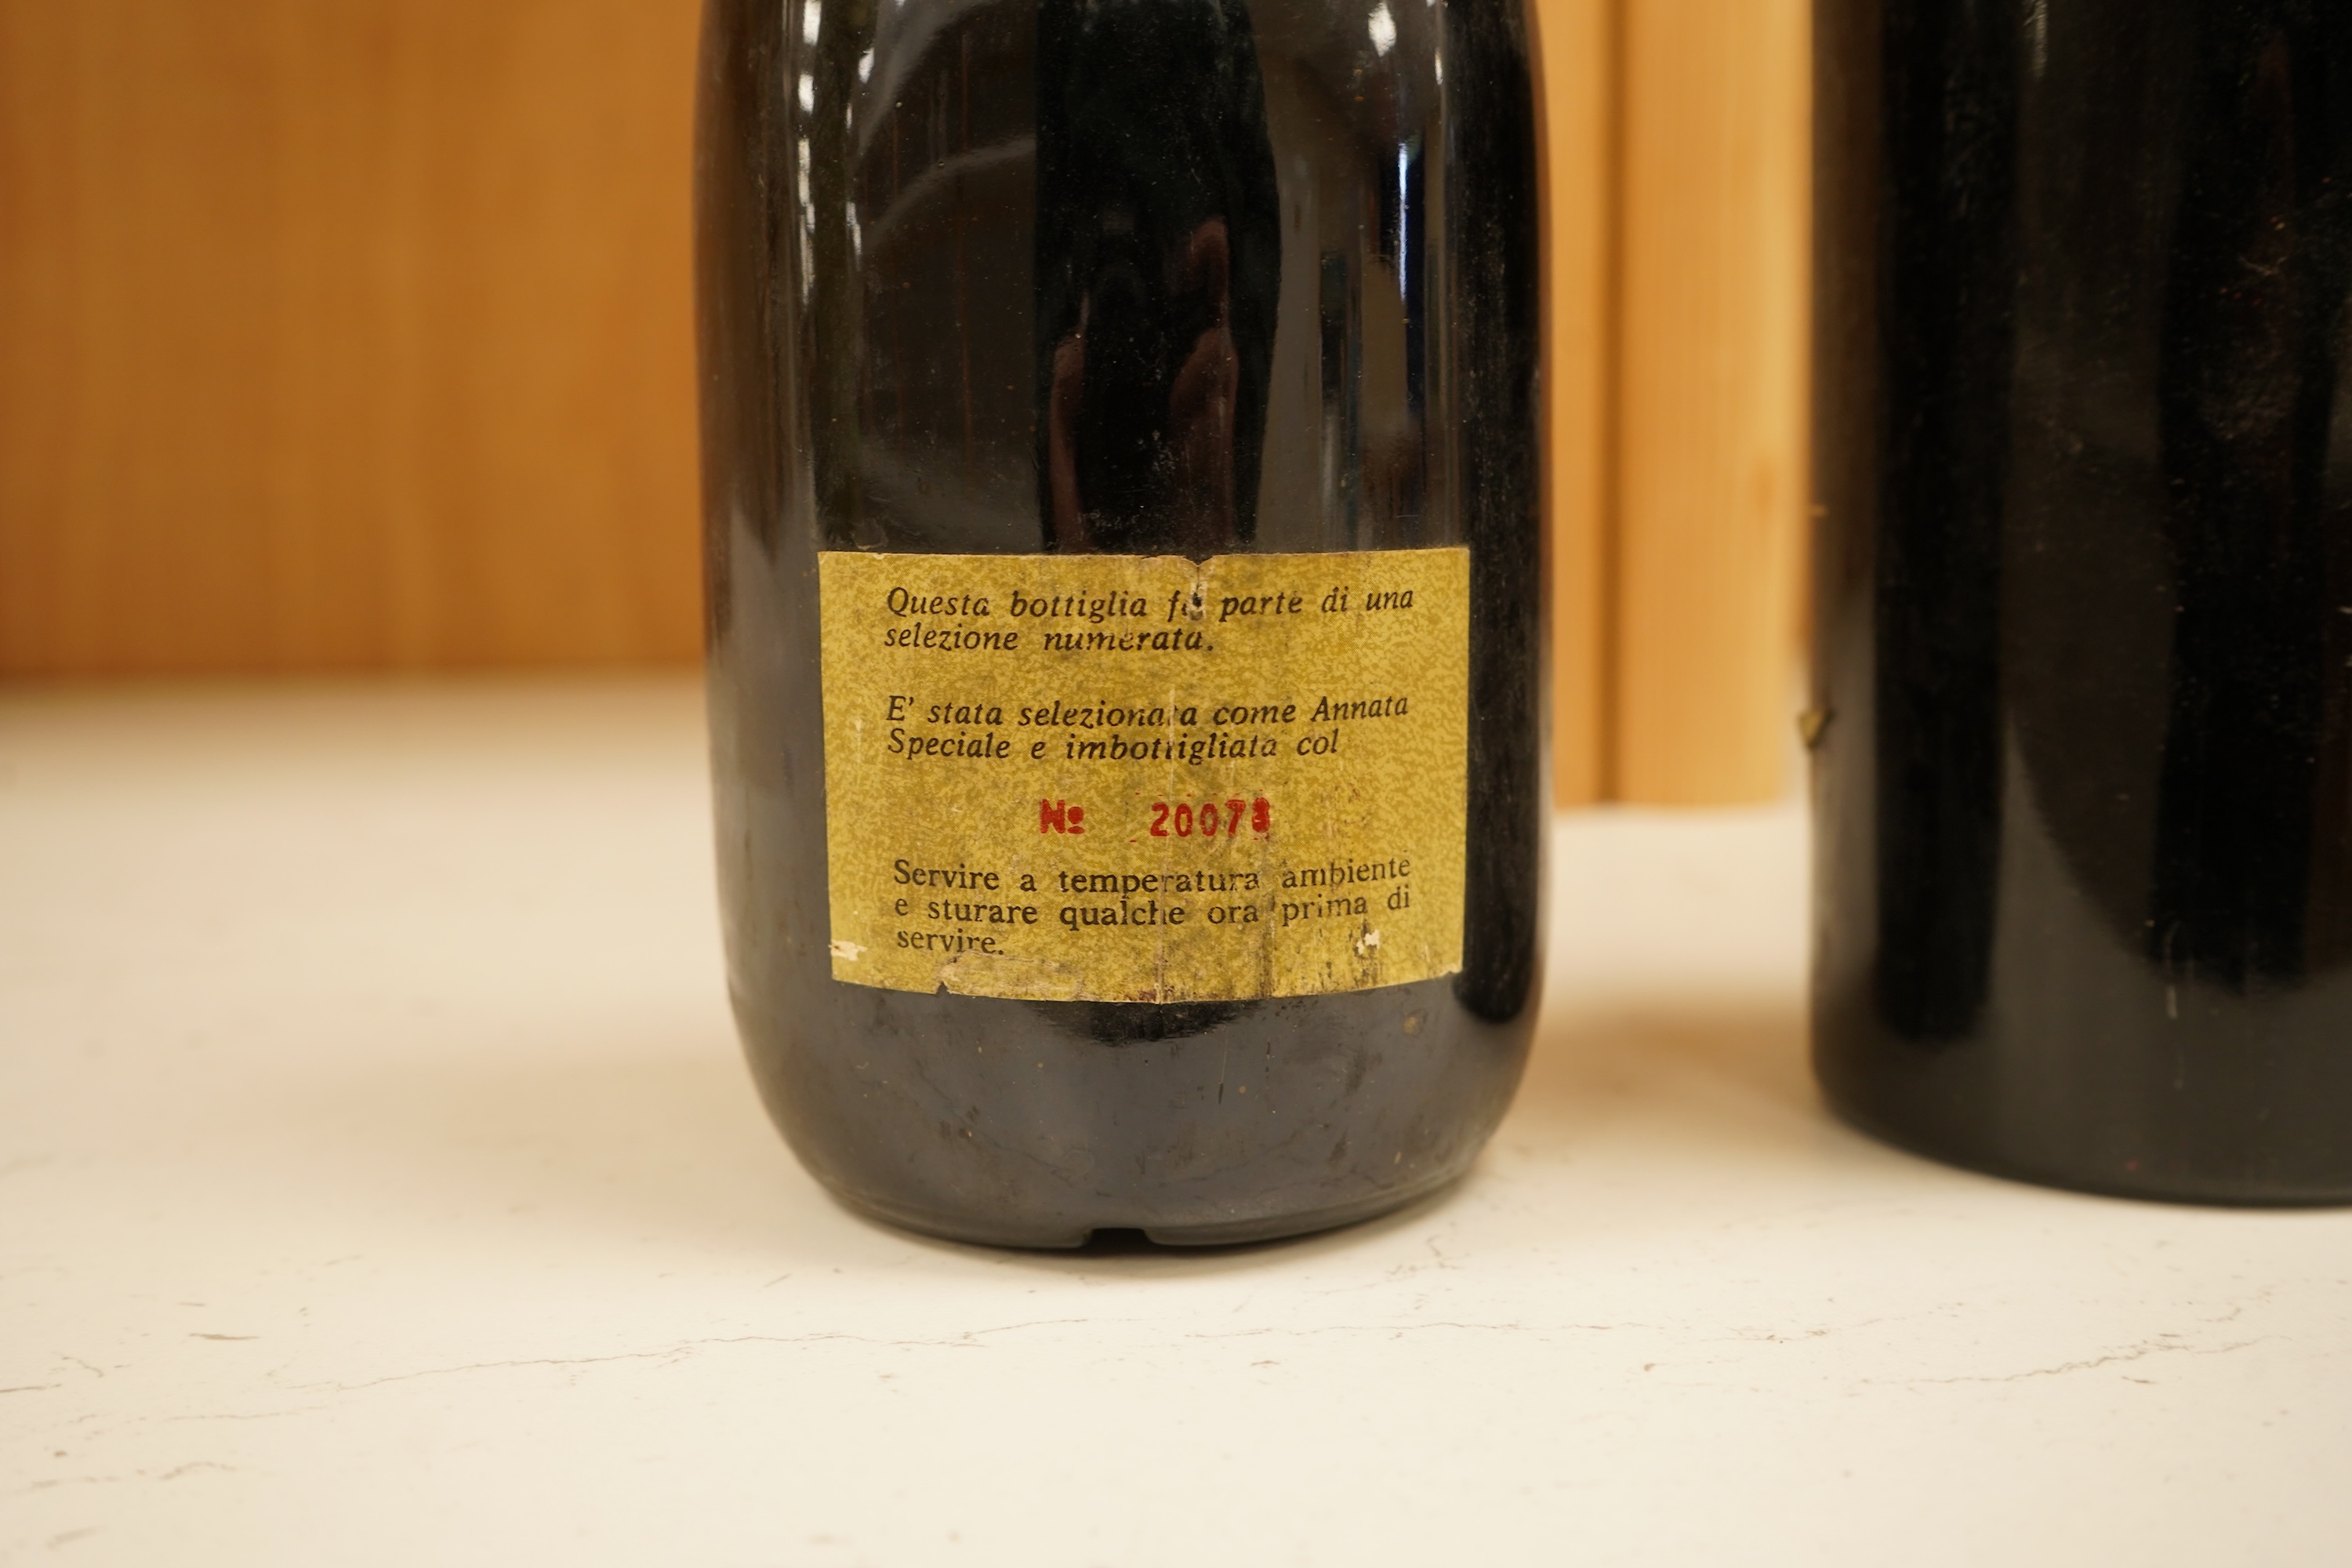 Questa bottiglia fa parte di una
selezione numerata.
E' stata selezionata come Annata
Speciale e imbottigliata col
Nº 20078
Servire a temperatura ambiente
e sturare qualche ora prima di
servire.